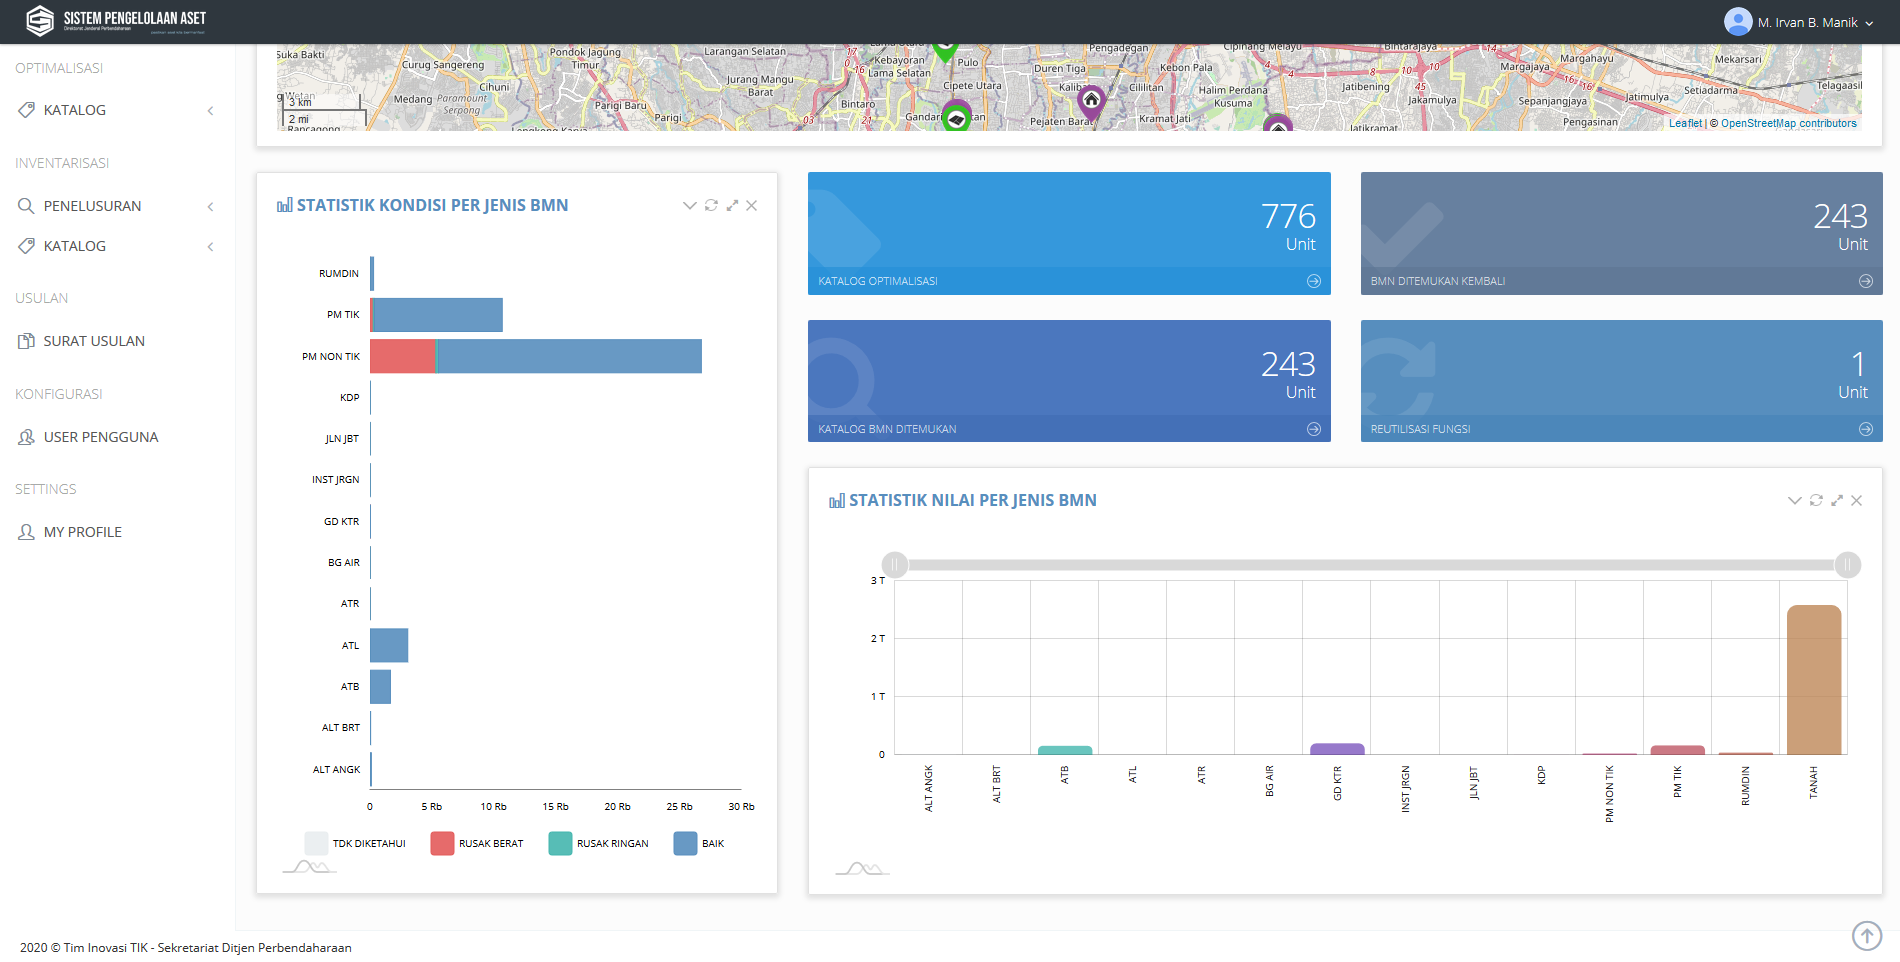 SISTEM PENGELOLAAN ASET
Direktorat Jenderal Perbendaharaan
M. Irvan B. Manik
OPTIMALISASI
KATALOG
INVENTARISASI
PENELUSURAN
KATALOG
USULAN
SURAT USULAN
KONFIGURASI
USER PENGGUNA
SETTINGS
MY PROFILE
Suka Bakti
Curug Sangereng
Cihuni
Medang
Paramount
Serpong
Pondok Jagung
Timur
Parigi Baru
Parigi
Larangan Selatan
Jurang Mangu
Barat
Bintaro
Kebayoran
Lama Selatan
Pulo
Cipete Utara
Pengadegan
Duren Tiga
Cililitan
Pejaten Barat
Kebon Pala
Halim Perdana
Kusuma
Kramat Jati
Cipinang Melayu
Bintarajaya
Jatibening
Jakamulya
Jatikramat
Margajaya
Margahayu
Sepanjangjaya
Pengasinan
Jatimulya
Mekarsari
Setiadarma
Telagaasih
3 km
2 mi
Leaflet | © OpenStreetMap contributors
STATISTIK KONDISI PER JENIS BMN
RUMDIN
PM TIK
PM NON TIK
KDP
JLN JBT
INST JRGN
GD KTR
BG AIR
ATR
ATL
ATB
ALT BRT
ALT ANGK
0 5 Rb 10 Rb 15 Rb 20 Rb 25 Rb 30 Rb
TDK DIKETAHUI RUSAK BERAT RUSAK RINGAN BAIK
776
Unit
KATALOG OPTIMALISASI
243
Unit
BMN DITEMUKAN KEMBALI
243
Unit
KATALOG BMN DITEMUKAN
1
Unit
REUTILISASI FUNGSI
STATISTIK NILAI PER JENIS BMN
3 T
2 T
1 T
0
ALT ANGK
ALT BRT
ATB
ATL
ATR
BG AIR
GD KTR
INST JRGN
JLN JBT
KDP
PM NON TIK
PM TIK
RUMDIN
TANAH
2020 © Tim Inovasi TIK - Sekretariat Ditjen Perbendaharaan